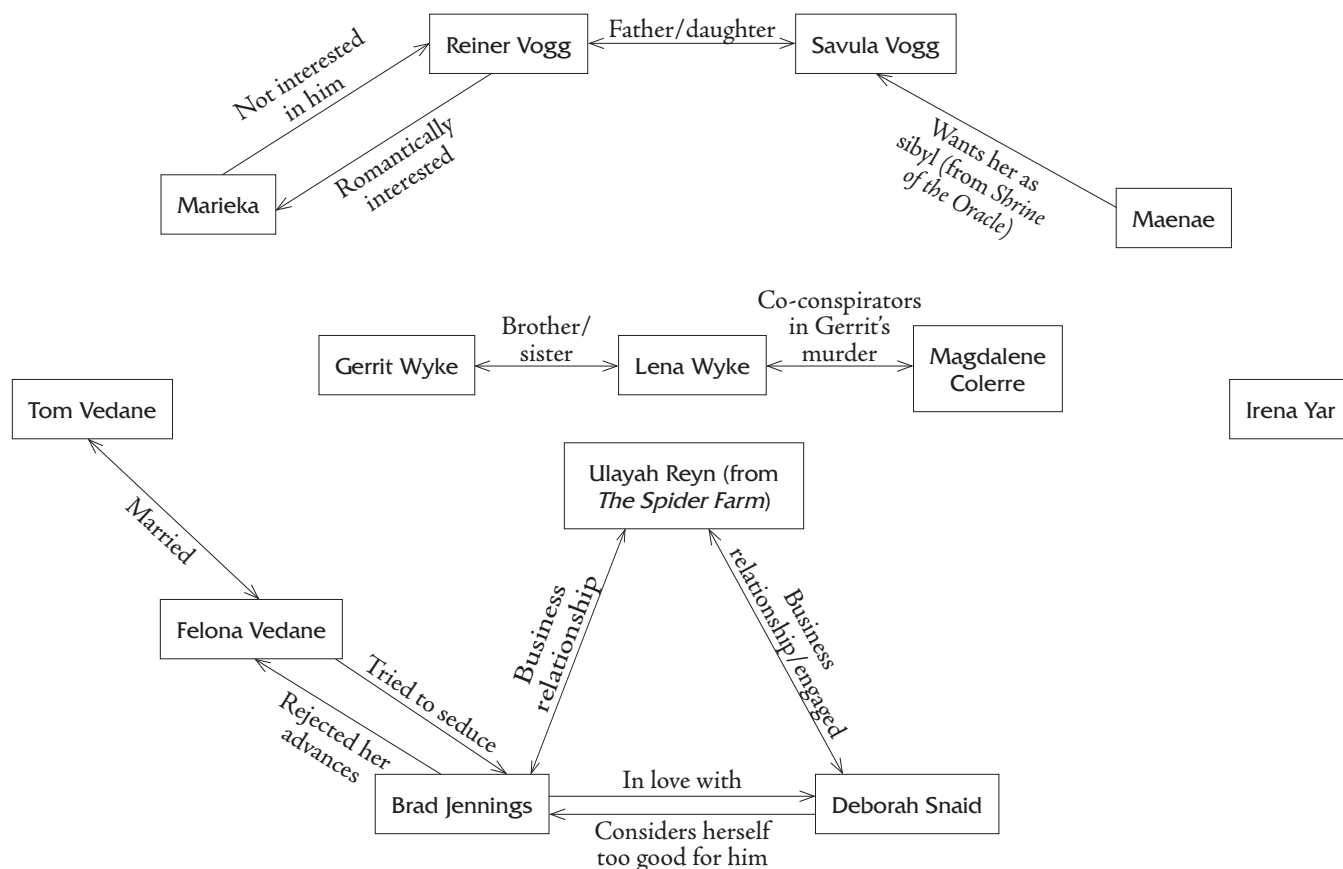 Reiner Vogg
Father/daughter
Savula Vogg
Not interested
in him
Romantically
interested
Wants her as
sibyl (from Shrine
of the Oracle)
Marieka
Maenae
Co-conspirators
in Gerrit’s
murder
Brother/
sister
Gerrit Wyke
Lena Wyke
Magdalene
Colerre
Tom Vedane
Irena Yar
Ulayah Reyn (from
The Spider Farm)
Married
Business
relationship
Business
relationship/engaged
Felona Vedane
Tried to seduce
Rejected her
advances
Brad Jennings
In love with
Deborah Snaid
Considers herself
too good for him